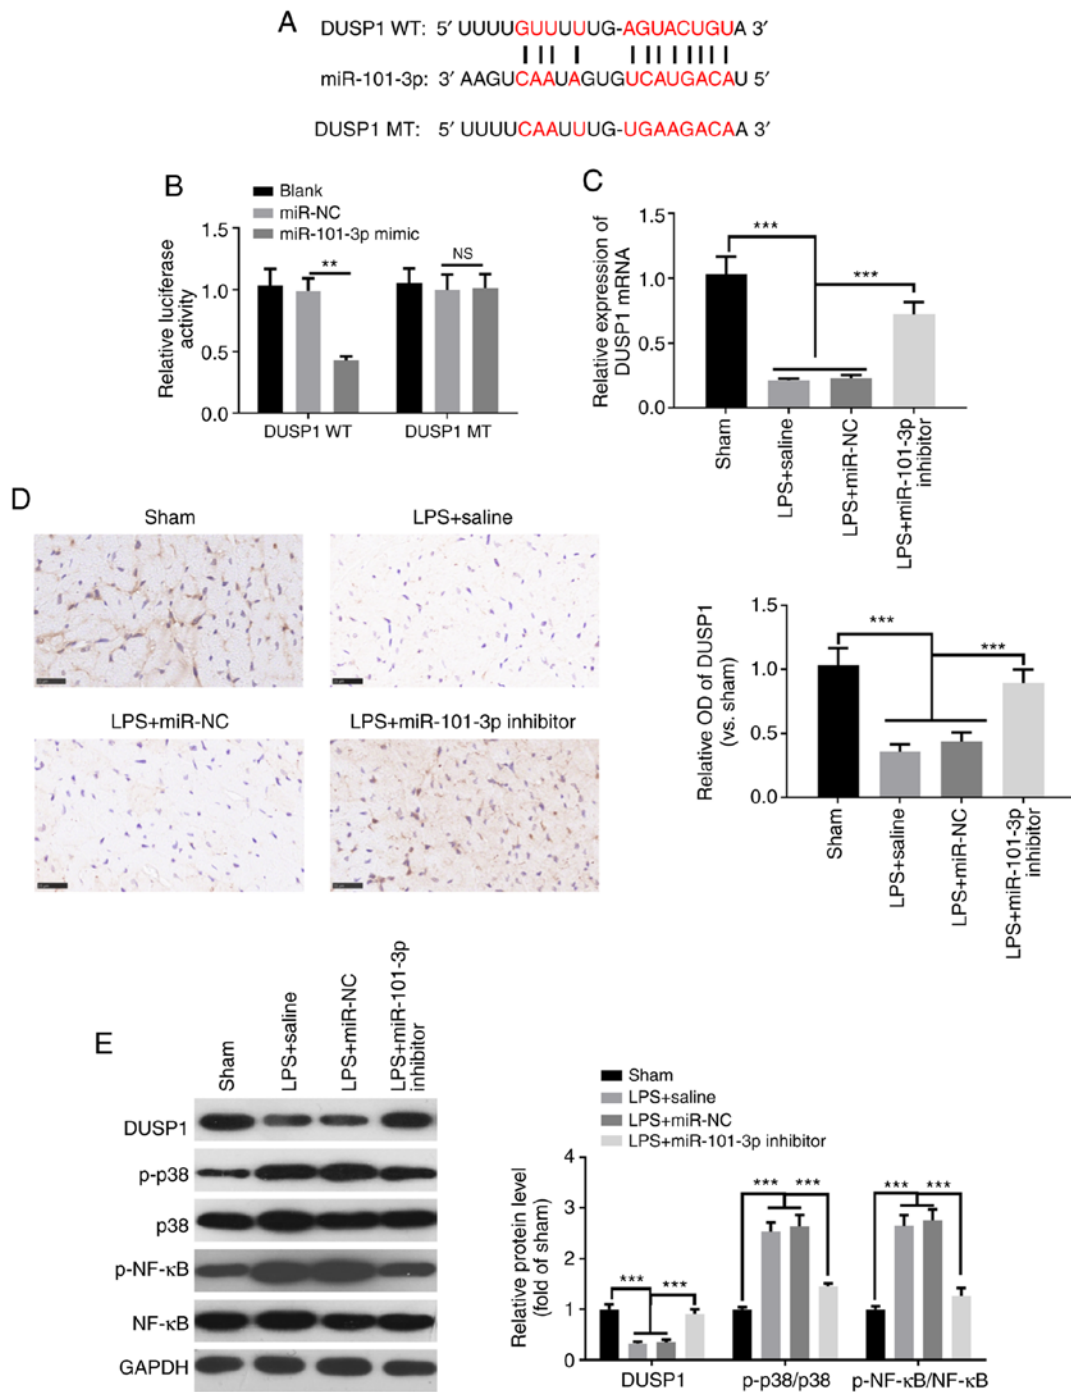 A
DUSP1 WT: 5′ UUUUGUUUUUUG-AGUACUGUA 3′
miR-101-3p: 3′ AAGUCAAUAGUGUCAUGACAU 5′
DUSP1 MT: 5′ UUUUCAAUUUG-UGAAGACAA 3′
B
Blank
miR-NC
miR-101-3p mimic
Relative luciferase
activity
1.5
1.0
0.5
0.0
**
NS
DUSP1 WT
DUSP1 MT
C
Relative expression of
DUSP1 mRNA
1.5
1.0
0.5
0.0
***
***
Sham
LPS+saline
LPS+miR-NC
LPS+miR-101-3p
inhibitor
D
Sham
LPS+saline
LPS+miR-NC
LPS+miR-101-3p inhibitor
Relative OD of DUSP1
(vs. sham)
1.5
1.0
0.5
0.0
***
***
Sham
LPS+saline
LPS+miR-NC
LPS+miR-101-3p
inhibitor
E
Sham
LPS+saline
LPS+miR-NC
LPS+miR-101-3p
inhibitor
DUSP1
p-p38
p38
p-NF-κB
NF-κB
GAPDH
Sham
LPS+saline
LPS+miR-NC
LPS+miR-101-3p inhibitor
Relative protein level
(fold of sham)
4
3
2
1
0
*** ***
*** ***
*** ***
DUSP1
p-p38/p38
p-NF-κB/NF-κB